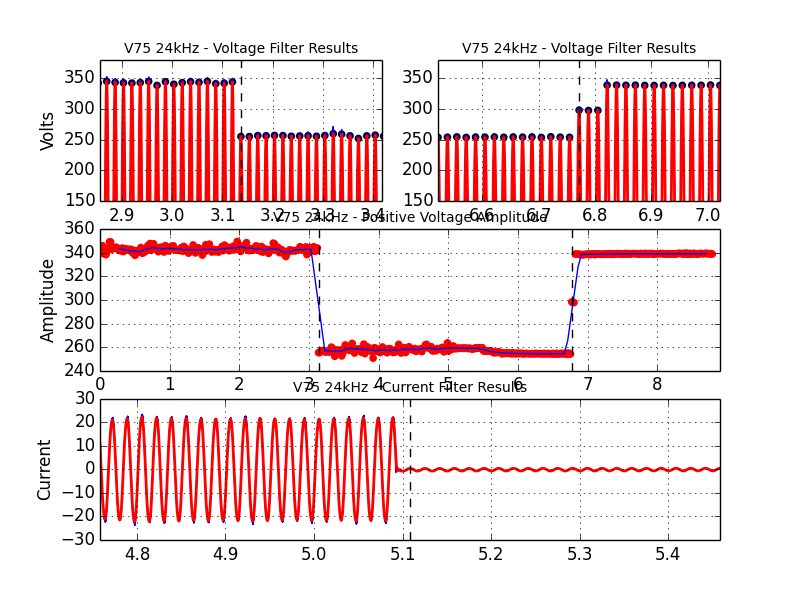 V75 24kHz - Voltage Filter Results
V75 24kHz - Voltage Filter Results
Volts
350
300
250
200
150
2.9 3.0 3.1 3.2 3.3 3.4
350
300
250
200
150
6.6 6.7 6.8 6.9 7.0
V75 24kHz - Positive Voltage Amplitude
Amplitude
360
340
320
300
280
260
240
0 1 2 3 4 5 6 7 8
V75 24kHz - Current Filter Results
Current
30
20
10
0
−10
−20
−30
4.8 4.9 5.0 5.1 5.2 5.3 5.4